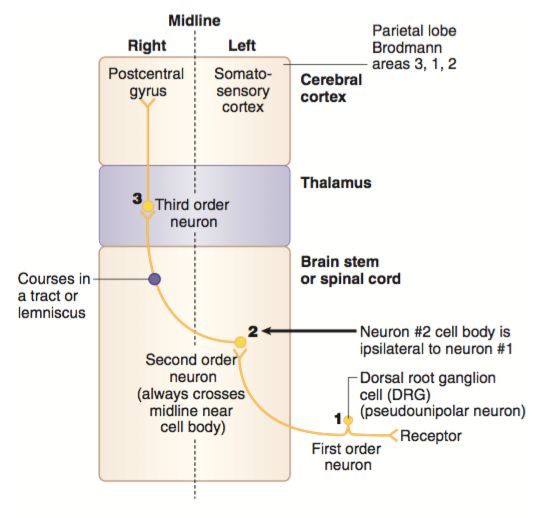 Midline
Right
Left
Parietal lobe
Brodmann
areas 3, 1, 2
Postcentral
gyrus
Somato-
sensory
cortex
Cerebral
cortex
Thalamus
3
Third order
neuron
Brain stem
or spinal cord
Courses in
a tract or
lemniscus
2
Neuron #2 cell body is
ipsilateral to neuron #1
Second order
neuron
(always crosses
midline near
cell body)
Dorsal root ganglion
cell (DRG)
(pseudounipolar neuron)
1
Receptor
First order
neuron